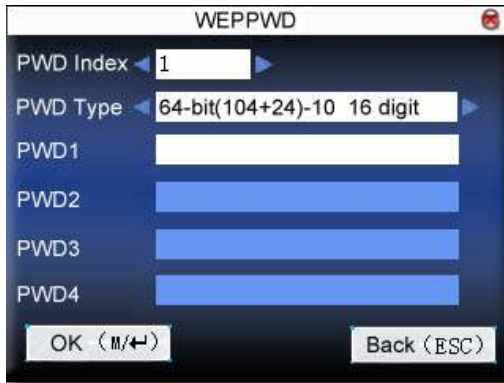 WEPPWD
PWD Index 1
PWD Type 64-bit(104+24)-10 16 digit
PWD1
PWD2
PWD3
PWD4
OK (M/↵) Back (ESC)